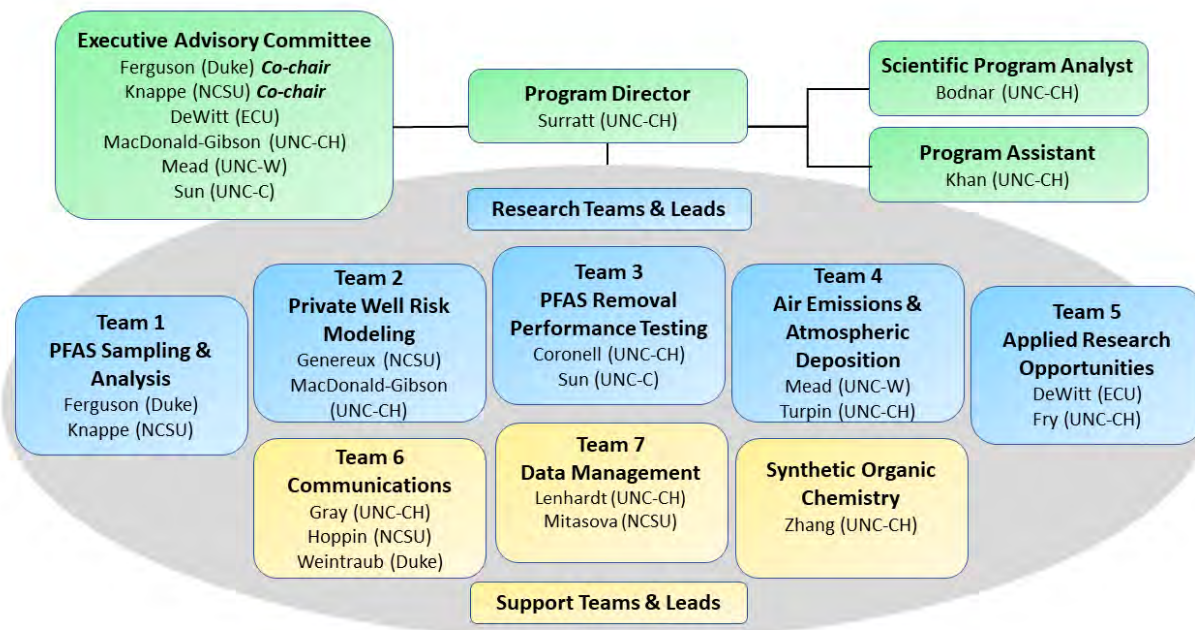 Executive Advisory Committee
Ferguson (Duke) Co-chair
Knappe (NCSU) Co-chair
DeWitt (ECU)
MacDonald-Gibson (UNC-CH)
Mead (UNC-W)
Sun (UNC-C)
Program Director
Surratt (UNC-CH)
Scientific Program Analyst
Bodnar (UNC-CH)
Program Assistant
Khan (UNC-CH)
Research Teams & Leads
Team 1
PFAS Sampling &
Analysis
Ferguson (Duke)
Knappe (NCSU)
Team 2
Private Well Risk
Modeling
Genereux (NCSU)
MacDonald-Gibson
(UNC-CH)
Team 3
PFAS Removal
Performance Testing
Coronell (UNC-CH)
Sun (UNC-C)
Team 4
Air Emissions &
Atmospheric
Deposition
Mead (UNC-W)
Turpin (UNC-CH)
Team 5
Applied Research
Opportunities
DeWitt (ECU)
Fry (UNC-CH)
Team 6
Communications
Gray (UNC-CH)
Hoppin (NCSU)
Weintraub (Duke)
Team 7
Data Management
Lenhardt (UNC-CH)
Mitasova (NCSU)
Synthetic Organic
Chemistry
Zhang (UNC-CH)
Support Teams & Leads